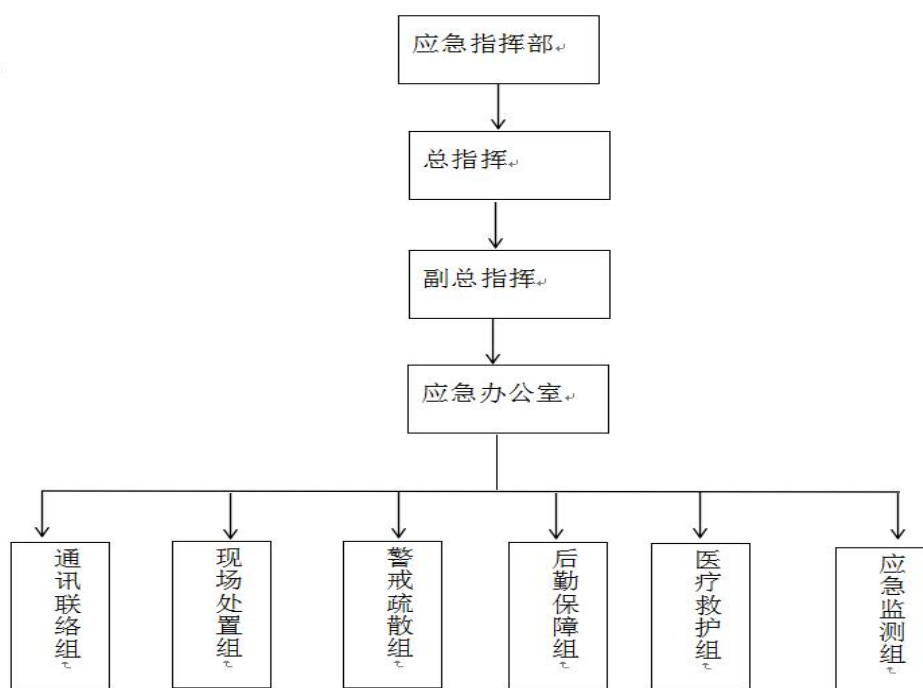 应急指挥部
总指挥
副总指挥
应急办公室
通讯联络组
现场处置组
警戒疏散组
后勤保障组
医疗救护组
应急监测组